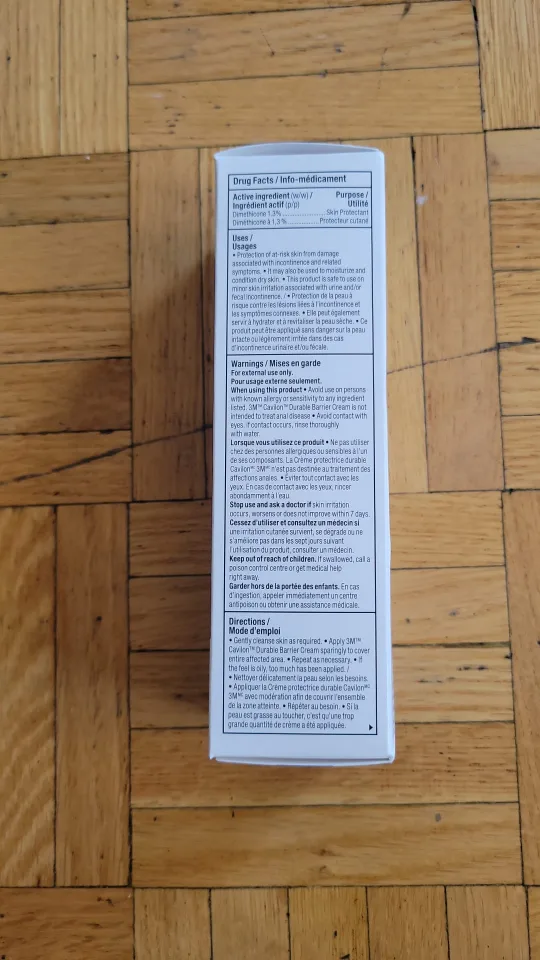 Drug Facts / Info-médicament
Active ingredient (w/w) / Purpose /
Ingrédient actif (p/p) Utilité
Dimethicone 1.3%........................Skin Protectant
Diméthicone à 1,3 %................Protecteur cutané
Uses /
Usages
• Protection of at-risk skin from damage
associated with incontinence and related
symptoms. • It may also be used to moisturize and
condition dry skin. • This product is safe to use on
minor skin irritation associated with urine and/or
fecal incontinence. / • Protection de la peau à
risque contre les lésions liées à l'incontinence et
les symptômes connexes. • Elle peut également
servir à hydrater et à revitaliser la peau sèche. • Ce
produit peut être appliqué sans danger sur la peau
intacte ou légèrement irritée dans des cas
d'incontinence urinaire et/ou fécale.
Warnings / Mises en garde
For external use only.
Pour usage externe seulement.
When using this product • Avoid use on persons
with known allergy or sensitivity to any ingredient
listed. 3M™ Cavilon™ Durable Barrier Cream is not
intended to treat anal disease • Avoid contact with
eyes, if contact occurs, rinse thoroughly
with water.
Lorsque vous utilisez ce produit • Ne pas utiliser
chez des personnes allergiques ou sensibles à l'un
de ses composants. La Crème protectrice durable
Cavilon MC 3M MC n'est pas destinée au traitement des
affections anales. • Éviter tout contact avec les
yeux. En cas de contact avec les yeux, rincer
abondamment à l'eau.
Stop use and ask a doctor if skin irritation
occurs, worsens or does not improve within 7 days.
Cessez d'utiliser et consultez un médecin si
une irritation cutanée survient, se dégrade ou ne
s'améliore pas dans les sept jours suivant
l'utilisation du produit, consulter un médecin.
Keep out of reach of children. If swallowed, call a
poison control centre or get medical help
right away.
Garder hors de la portée des enfants. En cas
d'ingestion, appeler immédiatement un centre
antipoison ou obtenir une assistance médicale.
Directions /
Mode d'emploi
• Gently cleanse skin as required. • Apply 3M™
Cavilon™ Durable Barrier Cream sparingly to cover
entire affected area. • Repeat as necessary. • If
the feel is oily, too much has been applied. /
• Nettoyer délicatement la peau selon les besoins.
• Appliquer la Crème protectrice durable Cavilon MC
3M MC avec modération afin de couvrir l'ensemble
de la zone atteinte. • Répéter au besoin. • Si la
peau est grasse au toucher, c'est qu'une trop
grande quantité de crème a été appliquée.